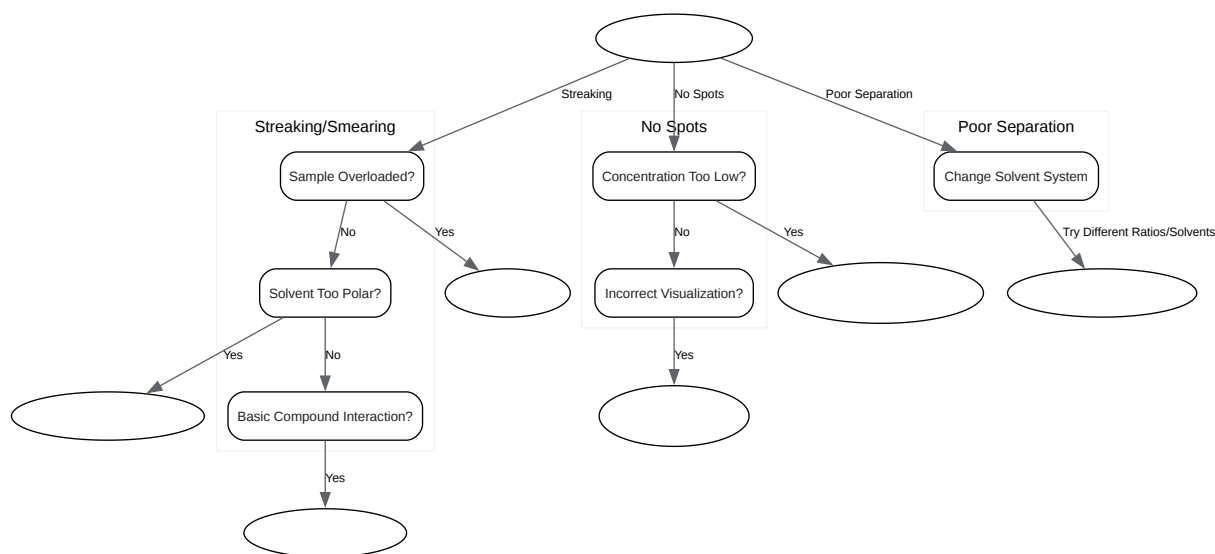 Streaking
No Spots
Poor Separation
Streaking/Smearing
No Spots
Poor Separation
Sample Overloaded?
Concentration Too Low?
Change Solvent System
No
Yes
No
Yes
Try Different Ratios/Solvents
Solvent Too Polar?
Incorrect Visualization?
Yes
No
Yes
Basic Compound Interaction?
Yes